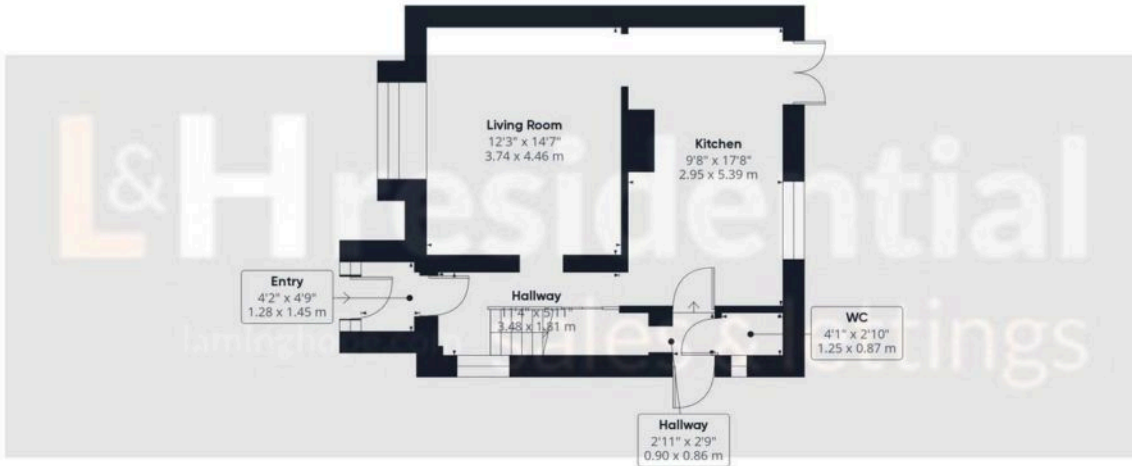 Living Room
12'3" x 14'7"
3.74 x 4.46 m
Kitchen
9'8" x 17'8"
2.95 x 5.39 m
L&H residential
Entry
4'2" x 4'9"
1.28 x 1.45 m
Hallway
11'4" x 5'11"
3.48 x 1.81 m
WC
4'1" x 2'10"
1.25 x 0.87 m
sales & lettings
Hallway
2'11" x 2'9"
0.90 x 0.86 m